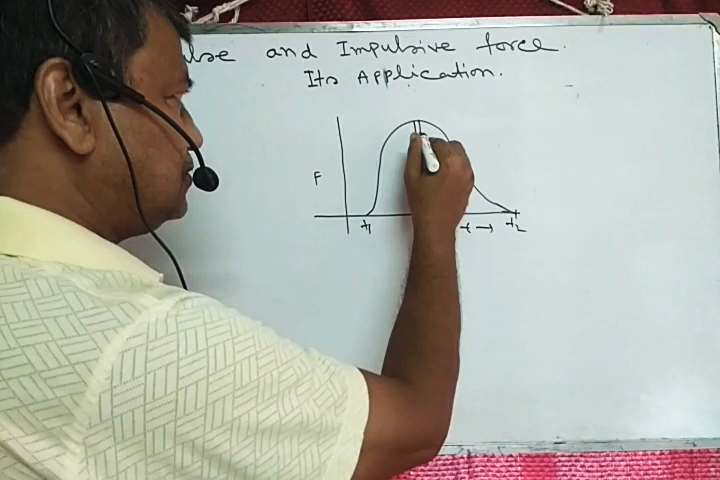 and Impulsive force.
Its Application.
F
t1 t → t2